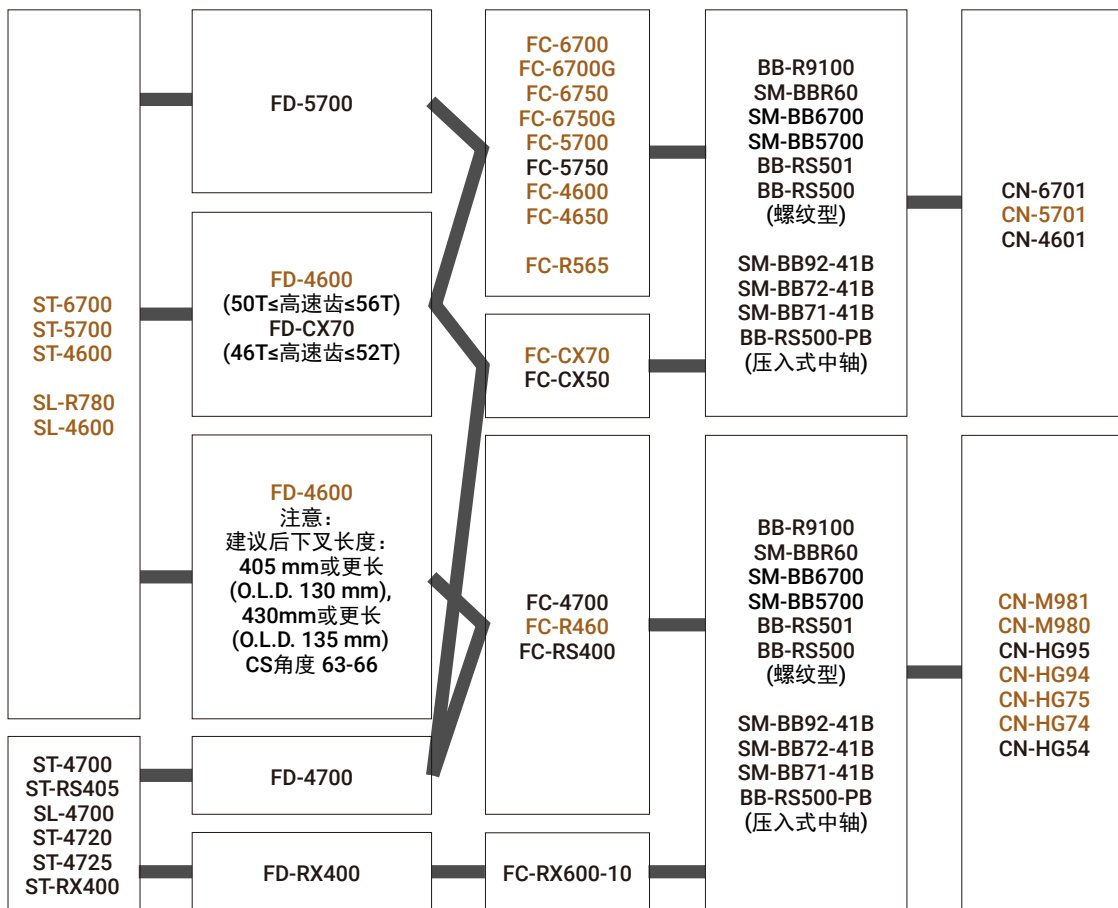 ST-6700
ST-5700
ST-4600
SL-R780
SL-4600
ST-4700
ST-RS405
SL-4700
ST-4720
ST-4725
ST-RX400
FD-5700
FD-4600
(50T≤高速齿≤56T)
FD-CX70
(46T≤高速齿≤52T)
FD-4600
注意：
建议后下叉长度：
405 mm或更长
(O.L.D. 130 mm),
430mm或更长
(O.L.D. 135 mm)
CS角度 63-66
FD-4700
FD-RX400
FC-6700
FC-6700G
FC-6750
FC-6750G
FC-5700
FC-5750
FC-4600
FC-4650
FC-R565
FC-CX70
FC-CX50
FC-4700
FC-R460
FC-RS400
FC-RX600-10
BB-R9100
SM-BBR60
SM-BB6700
SM-BB5700
BB-RS501
BB-RS500
(螺纹型)
SM-BB92-41B
SM-BB72-41B
SM-BB71-41B
BB-RS500-PB
(压入式中轴)
BB-R9100
SM-BBR60
SM-BB6700
SM-BB5700
BB-RS501
BB-RS500
(螺纹型)
SM-BB92-41B
SM-BB72-41B
SM-BB71-41B
BB-RS500-PB
(压入式中轴)
CN-6701
CN-5701
CN-4601
CN-M981
CN-M980
CN-HG95
CN-HG94
CN-HG75
CN-HG74
CN-HG54